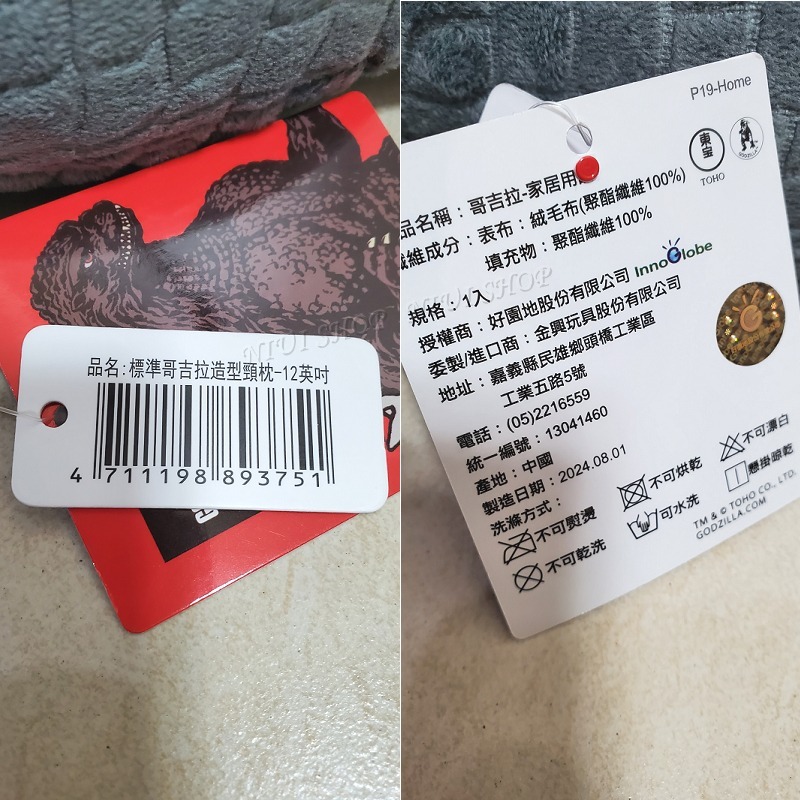 NIUI SHOP
品名:標準哥吉拉造型頸枕-12英吋
4 711198 893751
P19-Home
東宝
TOHO
GODZILLA
品名稱：哥吉拉-家居用
纖維成分：表布：絨毛布(聚酯纖維100%)
填充物：聚酯纖維100%
規格：1入
授權商：好園地股份有限公司 InnoGlobe
委製/進口商：金興玩具股份有限公司
地址：嘉義縣民雄鄉頭橋工業區
工業五路5號
電話：(05)2216559
統一編號：13041460
產地：中國
製造日期：2024.08.01
洗滌方式：
不可熨燙 不可烘乾 不可漂白
不可乾洗 可水洗 懸掛晾乾
TM & © TOHO CO., LTD.
GODZILLA.COM